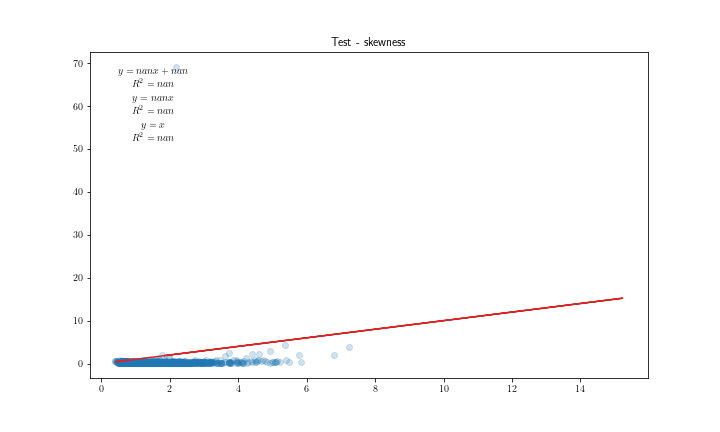 Test - skewness
70
60
50
40
30
20
10
0
y = nanx + nan
R² = nan
y = nanx
R² = nan
y = x
R² = nan
0 2 4 6 8 10 12 14